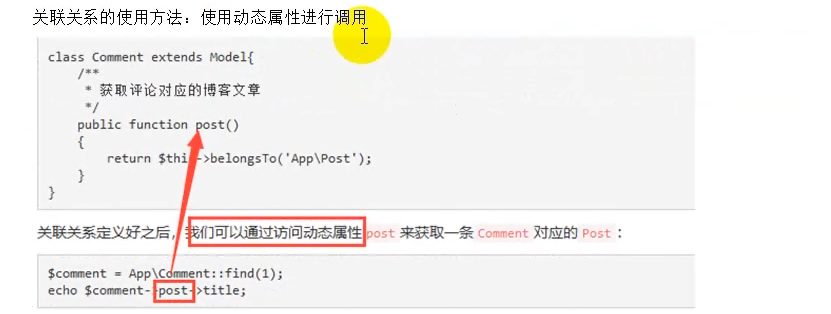 关联关系的使用方法：使用动态属性进行调用
class Comment extends Model{
/**
* 获取评论对应的博客文章
*/
public function post()
{
return $this->belongsTo('App\Post');
}
}
关联关系定义好之后，我们可以通过访问动态属性 post 来获取一条 Comment 对应的 Post：
$comment = App\Comment::find(1);
echo $comment->post->title;